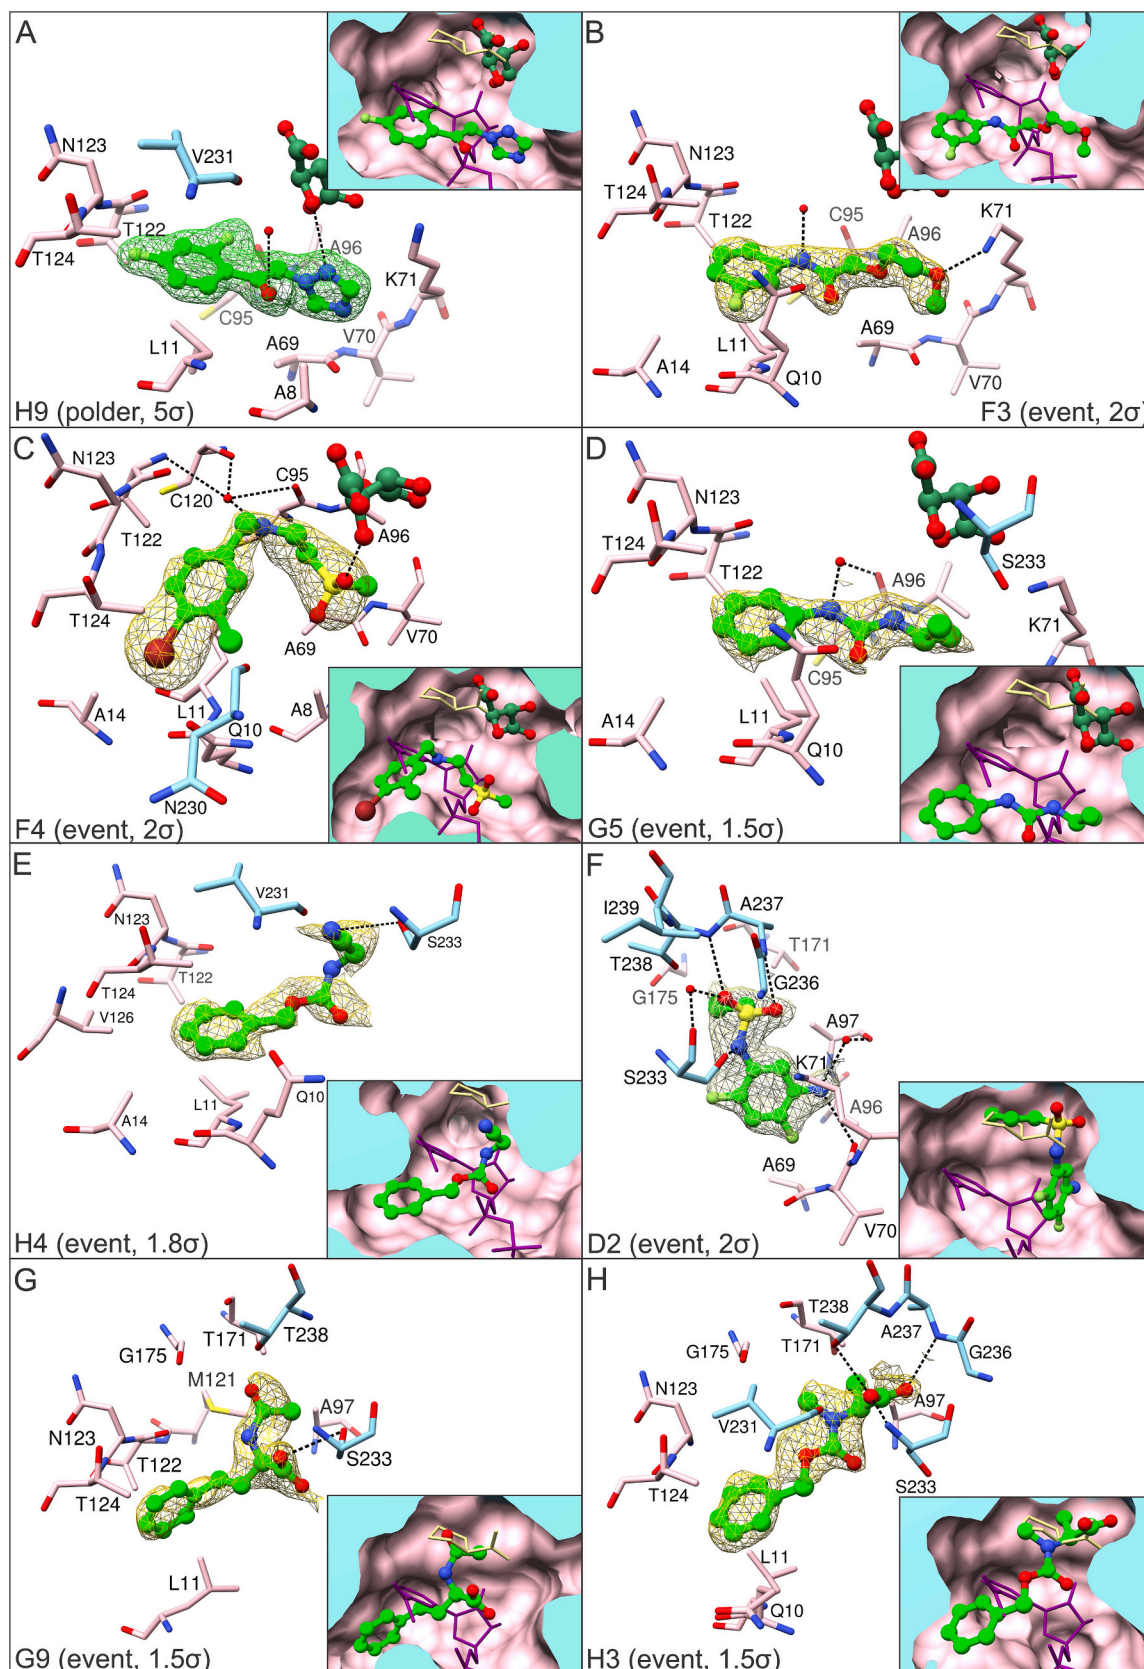 A
N123
V231
T122
T124
A96
K71
C95
L11
A69
V70
A8
H9 (polder, 5σ)
B
N123
T124
T122
C95
A96
K71
L11
A69
A14
Q10
V70
F3 (event, 2σ)
C
N123
C120
C95
T122
A96
T124
A69
V70
A14
L11
Q10
A8
N230
F4 (event, 2σ)
D
N123
T124
T122
S233
A96
K71
C95
A14
L11
Q10
G5 (event, 1.5σ)
E
V231
N123
S233
T122
T124
V126
L11
Q10
A14
H4 (event, 1.8σ)
F
I239
A237
T171
T238
G236
G175
A97
S233
K71
A96
A69
V70
D2 (event, 2σ)
G
T171
T238
G175
M121
A97
N123
S233
T122
T124
L11
G9 (event, 1.5σ)
H
T238
T171
A237
G236
G175
N123
A97
V231
T124
S233
L11
Q10
H3 (event, 1.5σ)